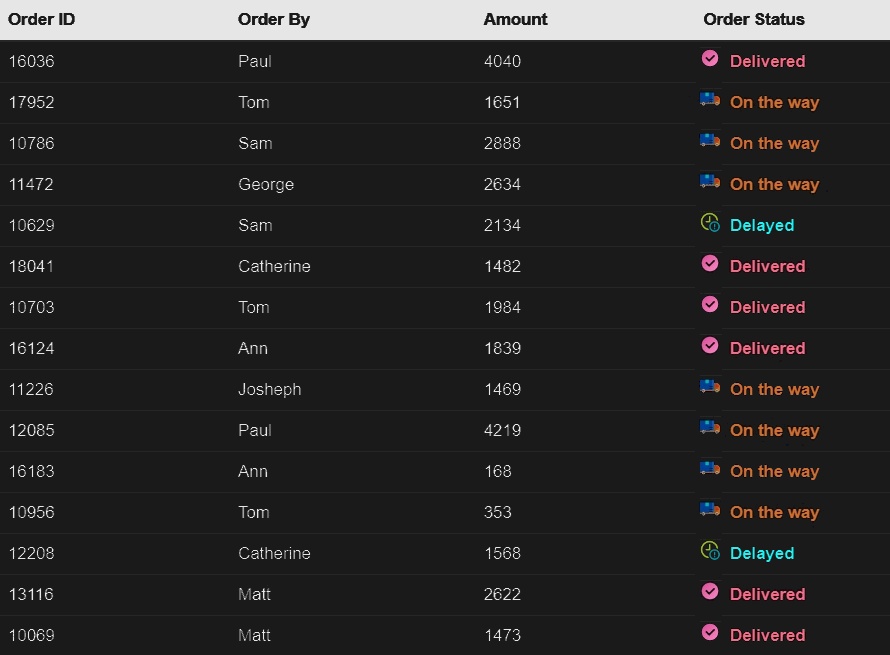 Order ID Order By Amount Order Status
16036 Paul 4040 Delivered
17952 Tom 1651 On the way
10786 Sam 2888 On the way
11472 George 2634 On the way
10629 Sam 2134 Delayed
18041 Catherine 1482 Delivered
10703 Tom 1984 Delivered
16124 Ann 1839 Delivered
11226 Josheph 1469 On the way
12085 Paul 4219 On the way
16183 Ann 168 On the way
10956 Tom 353 On the way
12208 Catherine 1568 Delayed
13116 Matt 2622 Delivered
10069 Matt 1473 Delivered